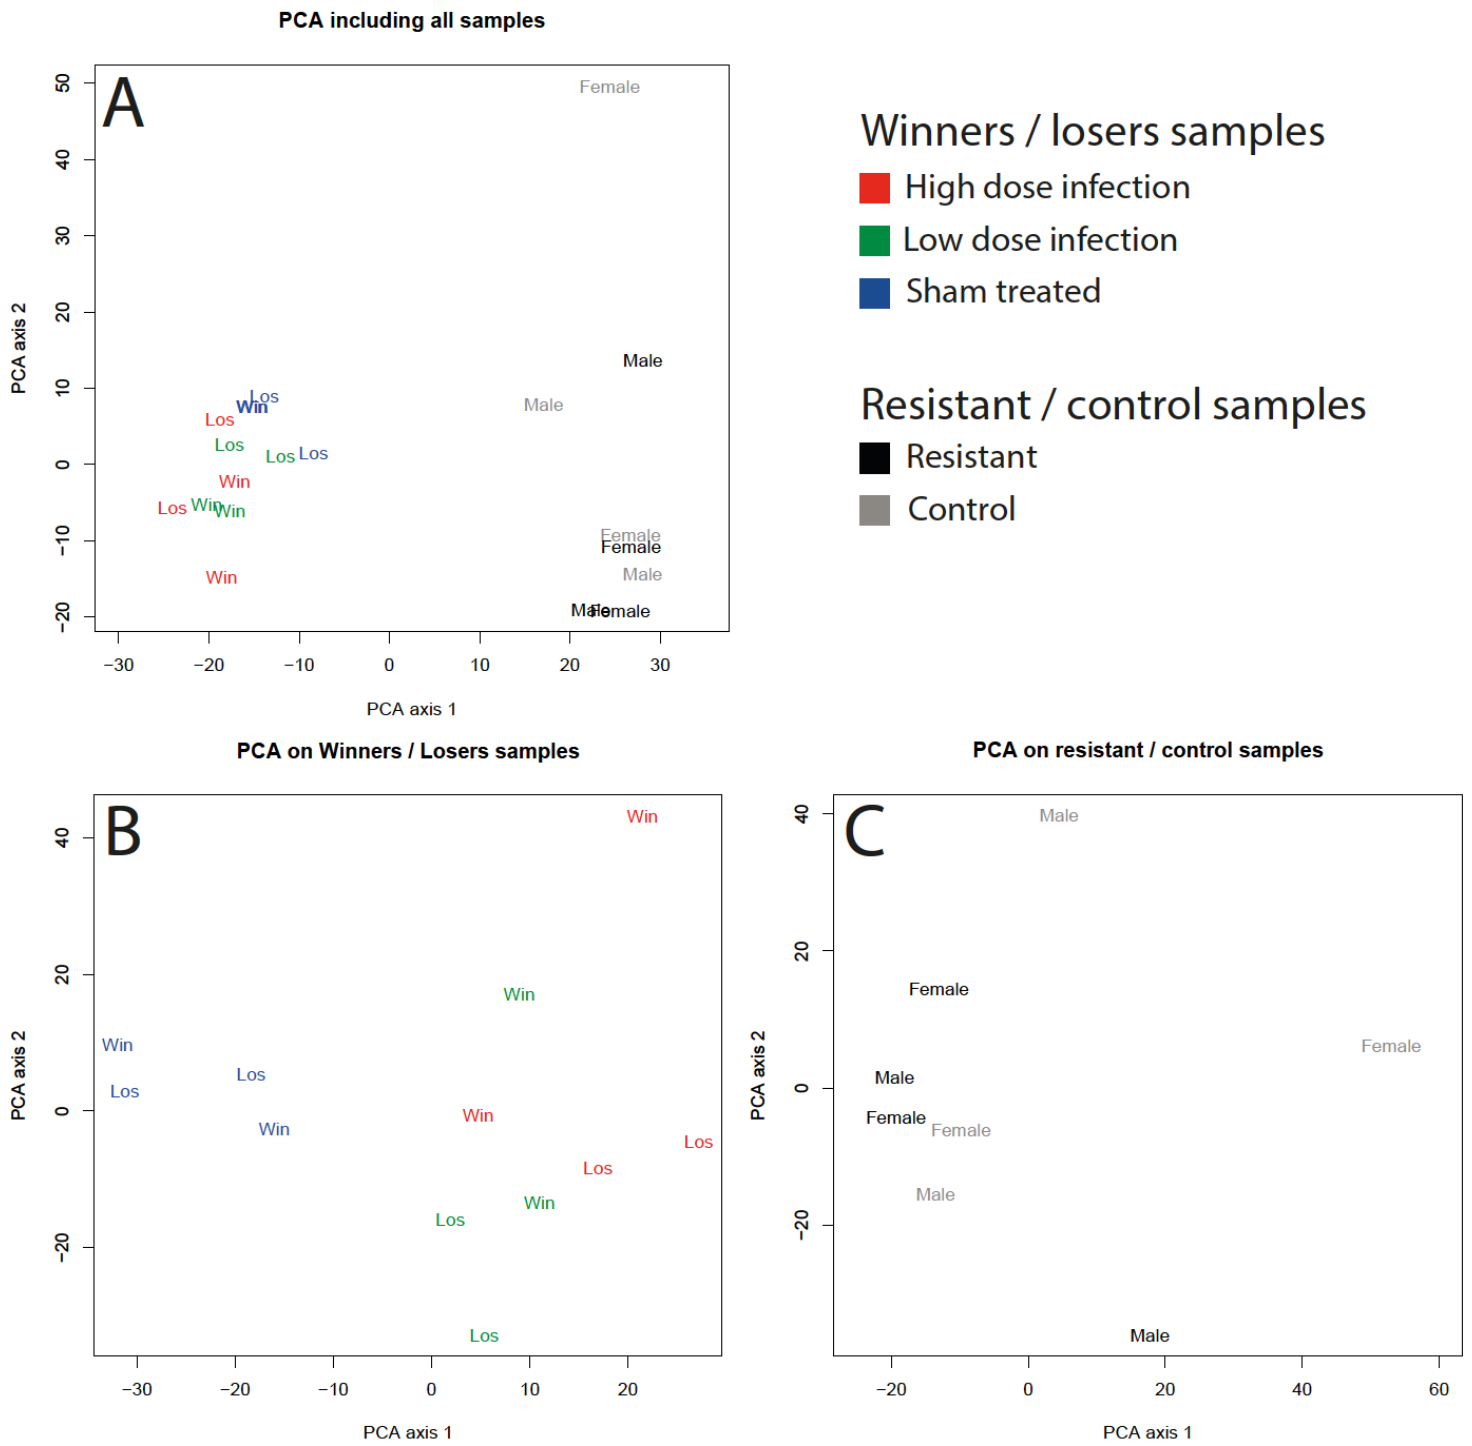 PCA including all samples
A
50
40
30
20
10
0
−10
−20
PCA axis 2
Female
Male
Male
Los
Win
Los
Los
Los
Los
Win
Los
Win
Win
Win
Female
Female
Male
Male
Female
−30
−20
−10
0
10
20
30
PCA axis 1
Winners / losers samples
High dose infection
Low dose infection
Sham treated
Resistant / control samples
Resistant
Control
PCA on Winners / Losers samples
B
40
20
0
−20
PCA axis 2
Win
Win
Win
Los
Los
Win
Win
Los
Los
Win
Los
Los
−30
−20
−10
0
10
20
PCA axis 1
PCA on resistant / control samples
C
40
20
0
−20
PCA axis 2
Male
Female
Female
Male
Female
Female
Male
Male
−20
0
20
40
60
PCA axis 1